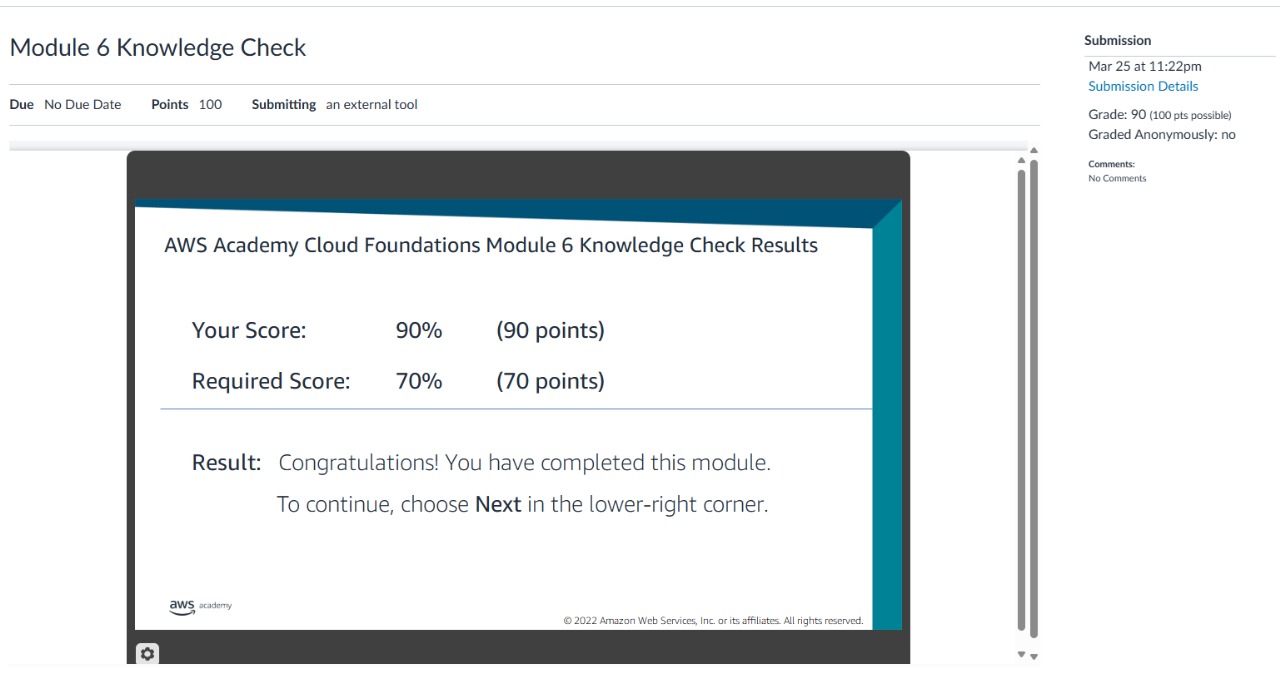 Module 6 Knowledge Check
Due No Due Date Points 100 Submitting an external tool
AWS Academy Cloud Foundations Module 6 Knowledge Check Results
Your Score: 90% (90 points)
Required Score: 70% (70 points)
Result: Congratulations! You have completed this module.
To continue, choose Next in the lower-right corner.
aws academy
© 2022 Amazon Web Services, Inc. or its affiliates. All rights reserved.
Submission
Mar 25 at 11:22pm
Submission Details
Grade: 90 (100 pts possible)
Graded Anonymously: no
Comments:
No Comments